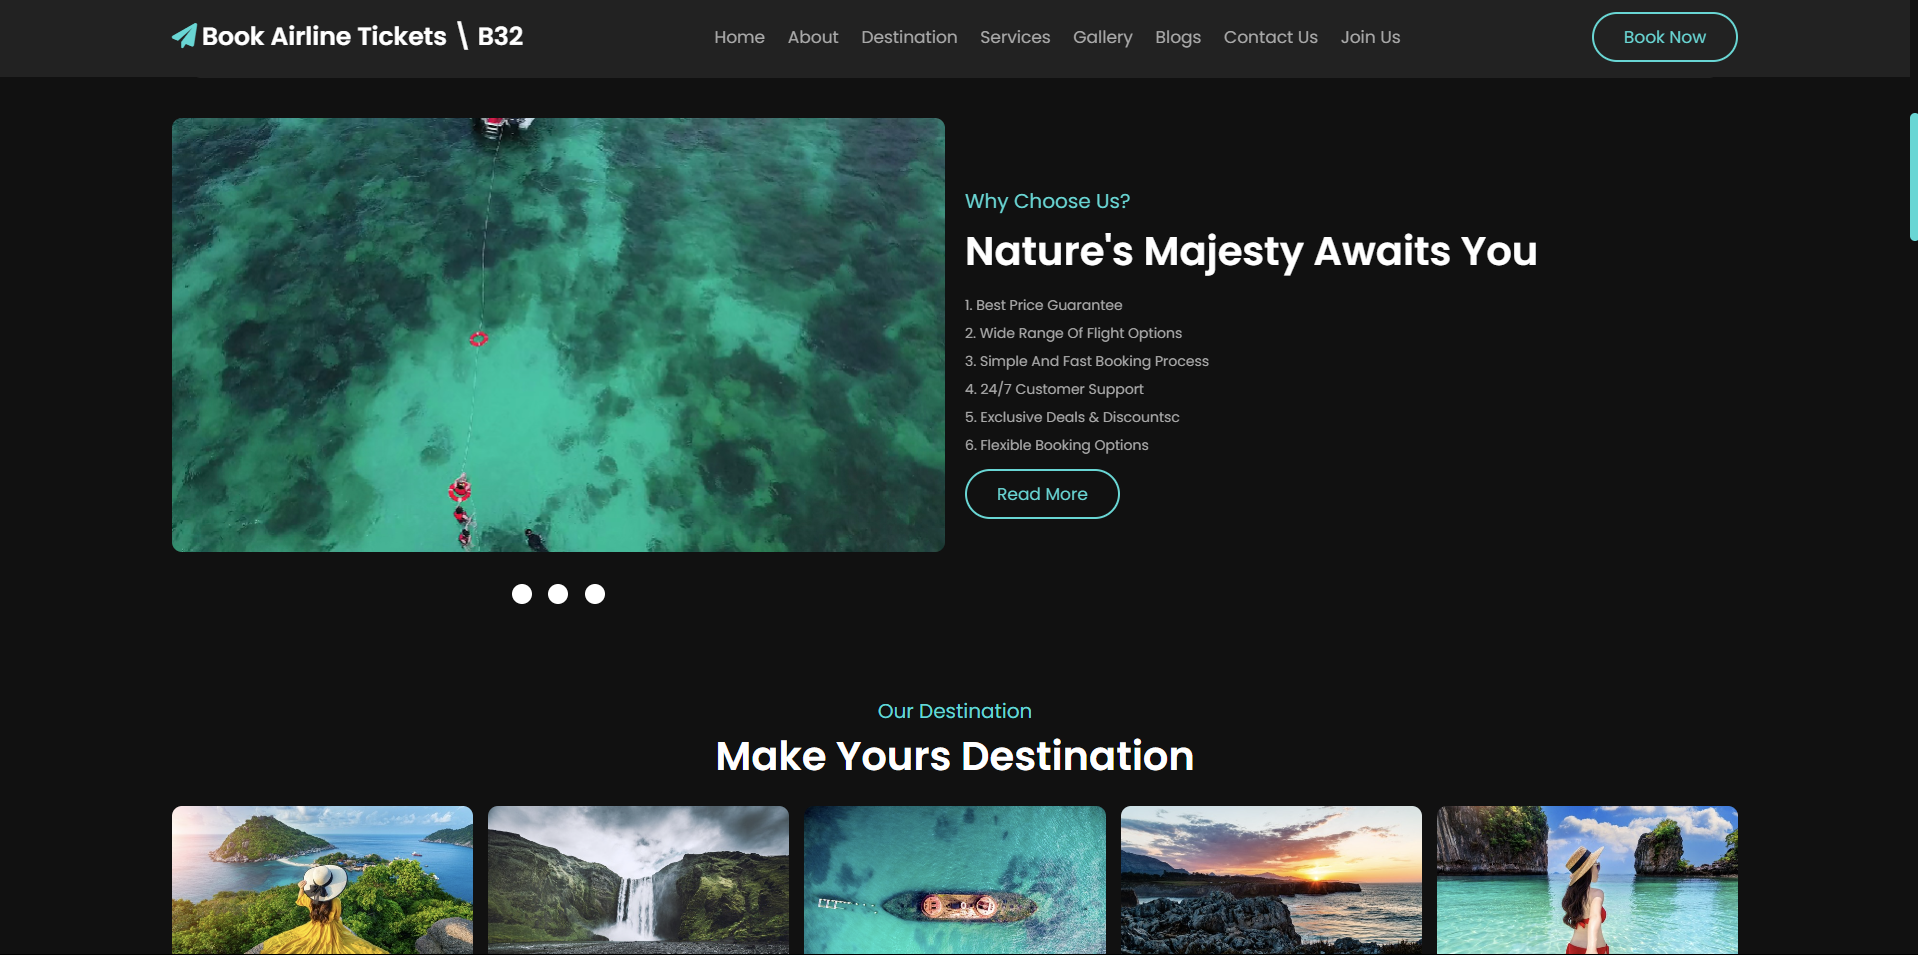 Book Airline Tickets \ B32
Home About Destination Services Gallery Blogs Contact Us Join Us
Book Now
Why Choose Us?
Nature's Majesty Awaits You
1. Best Price Guarantee
2. Wide Range Of Flight Options
3. Simple And Fast Booking Process
4. 24/7 Customer Support
5. Exclusive Deals & Discountsc
6. Flexible Booking Options
Read More
Our Destination
Make Yours Destination